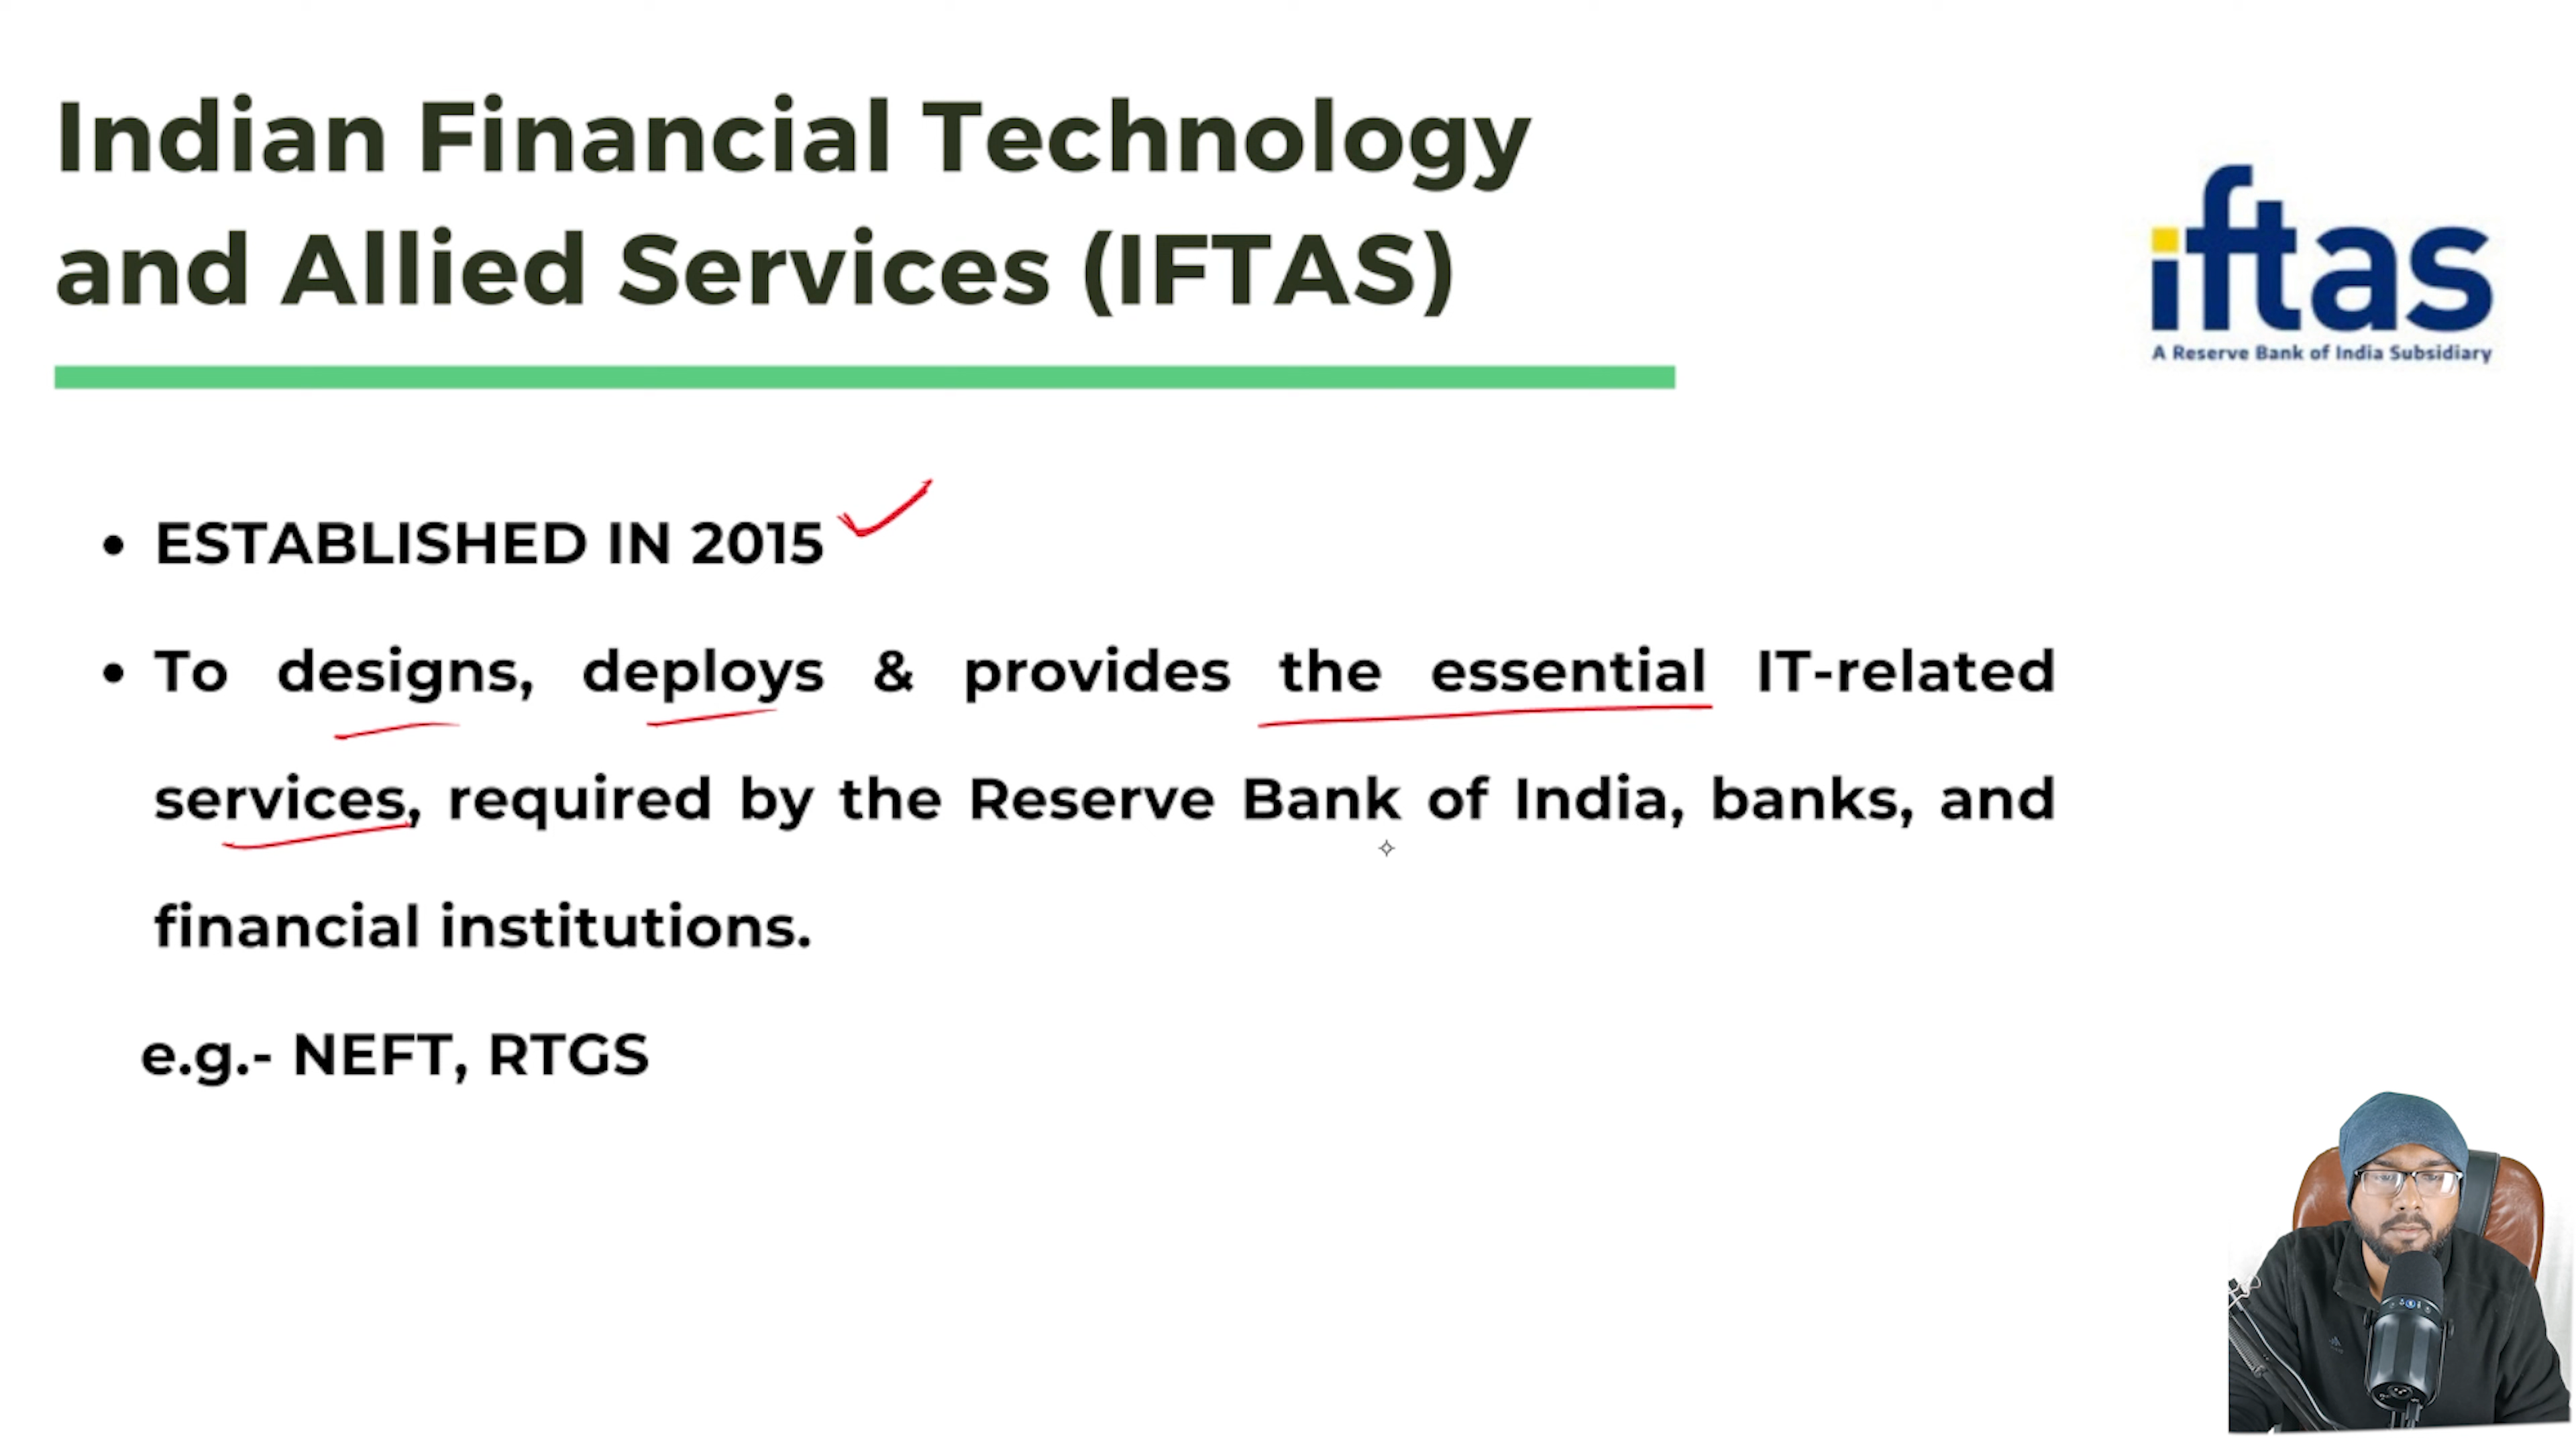 Indian Financial Technology
and Allied Services (IFTAS)
iftas
A Reserve Bank of India Subsidiary
• ESTABLISHED IN 2015
• To designs, deploys & provides the essential IT-related
services, required by the Reserve Bank of India, banks, and
financial institutions.
e.g.- NEFT, RTGS